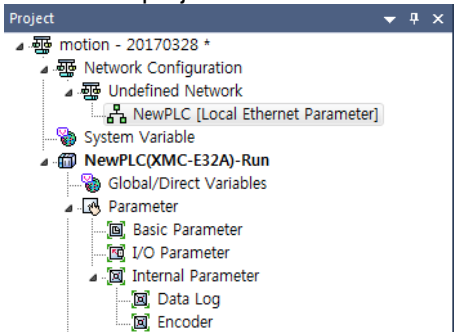 Project
motion - 20170328 *
Network Configuration
Undefined Network
NewPLC [Local Ethernet Parameter]
System Variable
NewPLC(XMC-E32A)-Run
Global/Direct Variables
Parameter
Basic Parameter
I/O Parameter
Internal Parameter
Data Log
Encoder